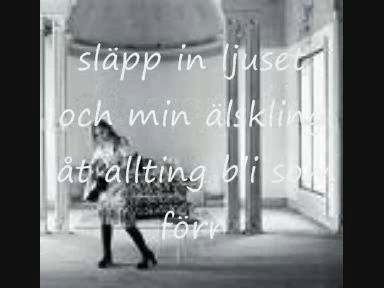 släpp in ljuset
och min älskling
åt allting bli som
förr